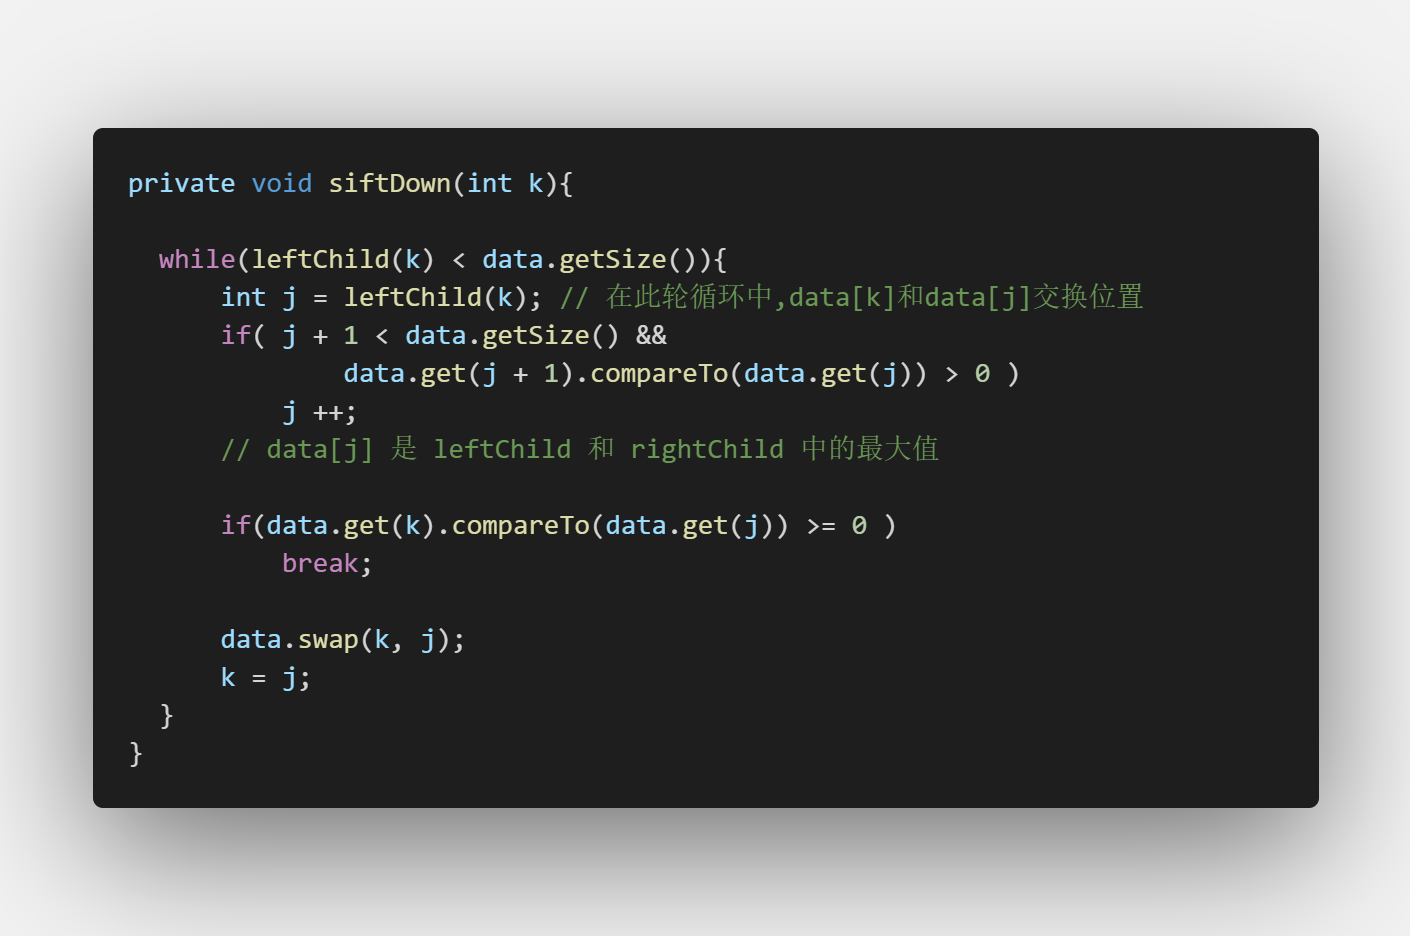 private void siftDown(int k){
while(leftChild(k) < data.getSize()){
int j = leftChild(k); // 在此轮循环中,data[k]和data[j]交换位置
if( j + 1 < data.getSize() &&
data.get(j + 1).compareTo(data.get(j)) > 0 )
j ++;
// data[j] 是 leftChild 和 rightChild 中的最大值
if(data.get(k).compareTo(data.get(j)) >= 0 )
break;
data.swap(k, j);
k = j;
}
}